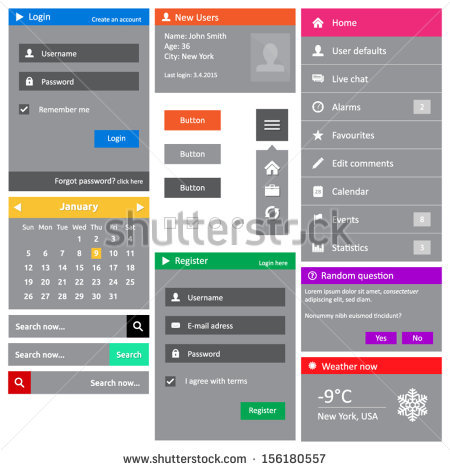 Login
Create an account
Username
Password
Remember me
Login
Forgot password? click here
January
Sun Mon Tue Wed Thu Fri Sat
1 2 3 4
5 6 7 8 9 10 11
12 13 14 15 16 17 18
19 20 21 22 23 24 25
26 27 28 29 30 31
Search now...
Search now...
Search
Search now...
New Users
Name: John Smith
Age: 36
City: New York
Last login: 3.4.2015
Button
Button
Button
shutterstock
Register
Login here
Username
E-mail adress
Password
I agree with terms
Register
Home
User defaults
Live chat
Alarms
2
Favourites
Edit comments
28
Calendar
Events
8
Statistics
3
Random question
Lorem ipsum dolor sit amet, consectetuer
adipiscing elit.
Nonummy nibh euismod tincidunt?
Yes
No
Weather now
-9°C
New York, USA
www.shutterstock.com · 156180557